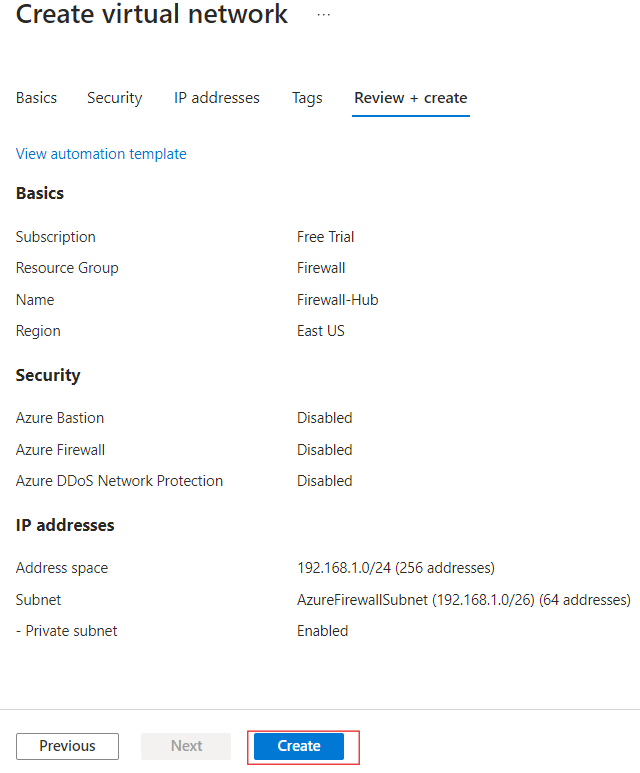 Create virtual network ...
Basics Security IP addresses Tags Review + create
View automation template
Basics
Subscription Free Trial
Resource Group Firewall
Name Firewall-Hub
Region East US
Security
Azure Bastion Disabled
Azure Firewall Disabled
Azure DDoS Network Protection Disabled
IP addresses
Address space 192.168.1.0/24 (256 addresses)
Subnet AzureFirewallSubnet (192.168.1.0/26) (64 addresses)
- Private subnet Enabled
Previous Next Create